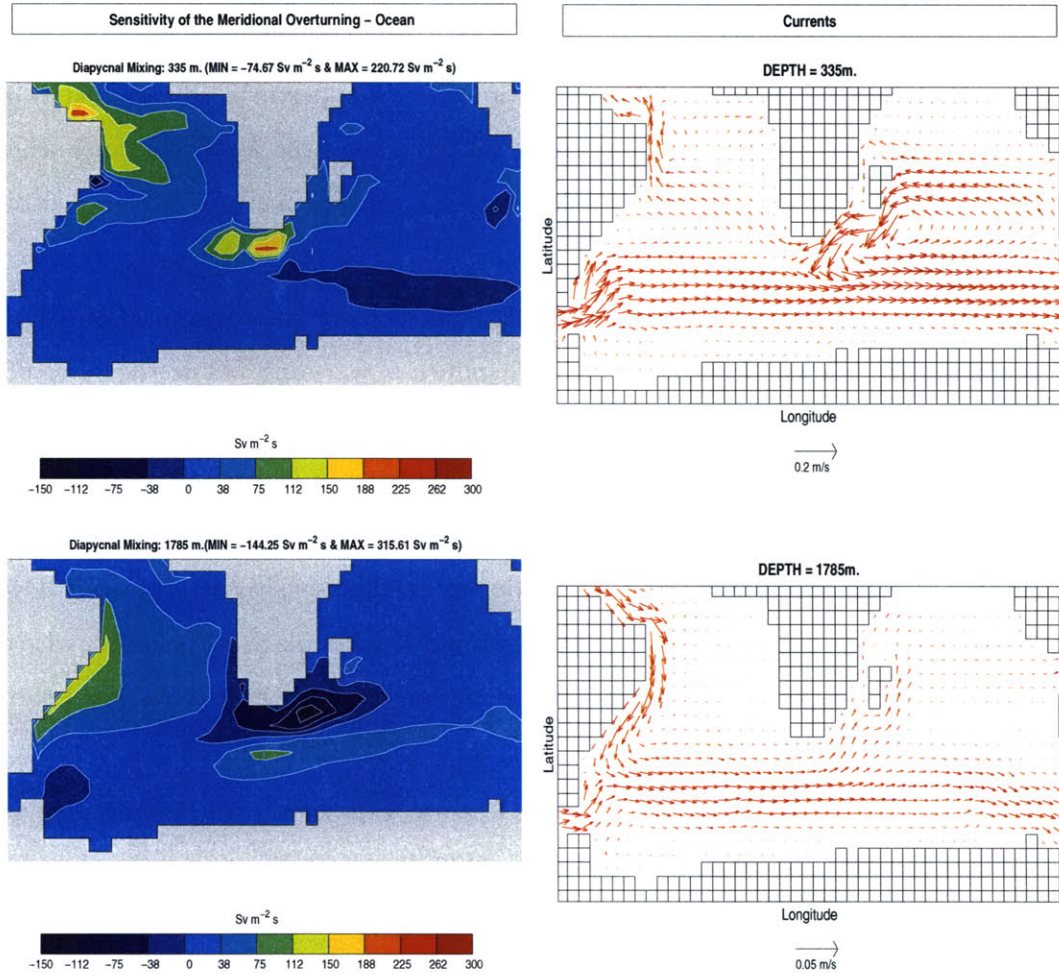 Sensitivity of the Meridional Overturning – Ocean
Diapycnal Mixing: 335 m. (MIN = −74.67 Sv m−2 s & MAX = 220.72 Sv m−2 s)
Sv m−2 s
−150 −112 −75 −38 0 38 75 112 150 188 225 262 300
Diapycnal Mixing: 1785 m.(MIN = −144.25 Sv m−2 s & MAX = 315.61 Sv m−2 s)
Sv m−2 s
−150 −112 −75 −38 0 38 75 112 150 188 225 262 300
Currents
DEPTH = 335m.
Latitude
Longitude
0.2 m/s
DEPTH = 1785m.
Latitude
Longitude
0.05 m/s